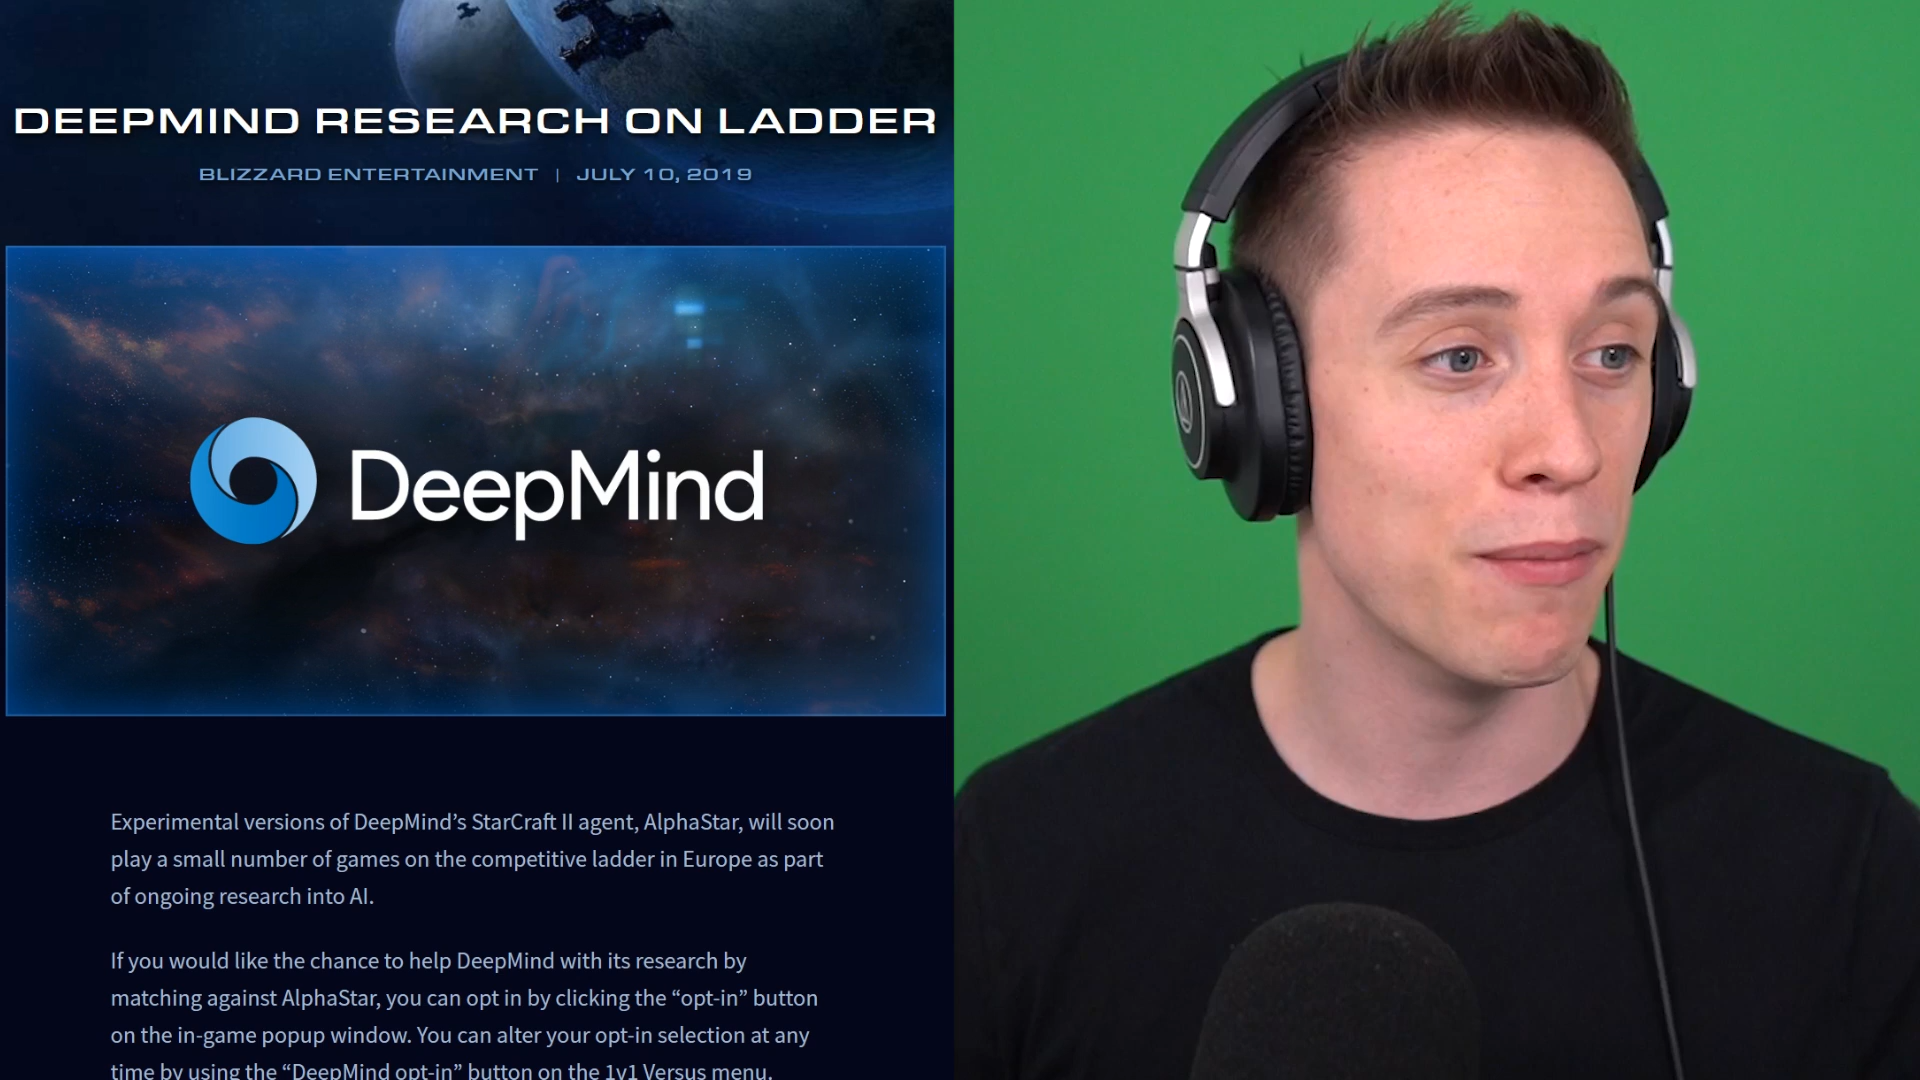 DEEPMIND RESEARCH ON LADDER
BLIZZARD ENTERTAINMENT | JULY 10, 2019
DeepMind
Experimental versions of DeepMind’s StarCraft II agent, AlphaStar, will soon
play a small number of games on the competitive ladder in Europe as part
of ongoing research into AI.
If you would like the chance to help DeepMind with its research by
matching against AlphaStar, you can opt in by clicking the “opt-in” button
on the in-game popup window. You can alter your opt-in selection at any
time by using the “DeepMind opt-in” button on the 1v1 Versus menu.